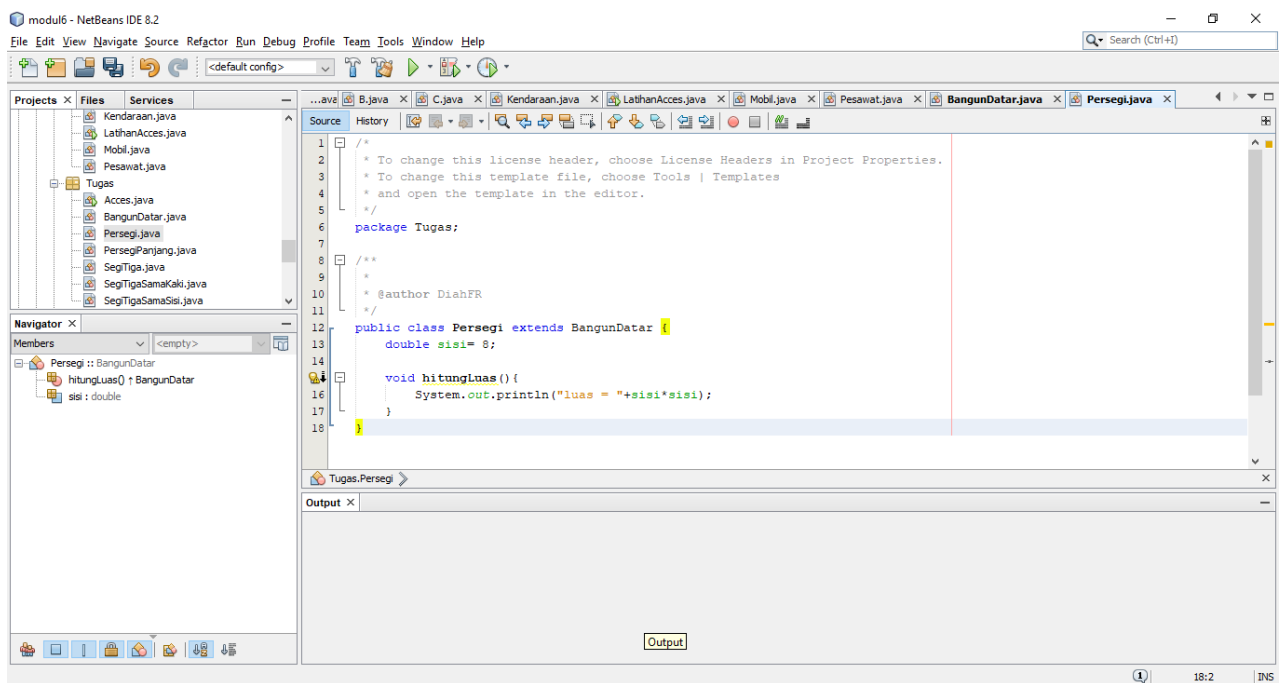 modul6 - NetBeans IDE 8.2
File Edit View Navigate Source Refactor Run Debug Profile Team Tools Window Help
Search (Ctrl+I)
<default config>
Projects Files Services
Kendaraan.java
LatihanAcces.java
Mobil.java
Pesawat.java
Tugas
Acces.java
BangunDatar.java
Persegi.java
PersegiPanjang.java
SegiTiga.java
SegiTigaSamaKaki.java
SegiTigaSamaSisi.java
Navigator
Members <empty>
Persegi :: BangunDatar
hitungLuas() ↑ BangunDatar
sisi : double
...ava B.java C.java Kendaraan.java LatihanAcces.java Mobil.java Pesawat.java BangunDatar.java Persegi.java
Source History
1 /*
2 * To change this license header, choose License Headers in Project Properties.
3 * To change this template file, choose Tools | Templates
4 * and open the template in the editor.
5 */
6 package Tugas;
7
8 /**
9 *
10 * @author DiahFR
11 */
12 public class Persegi extends BangunDatar {
13 double sisi= 8;
14
void hitungLuas(){
16 System.out.println("luas = "+sisi*sisi);
17 }
18 }
Tugas.Persegi
Output
Output
1 18:2 INS